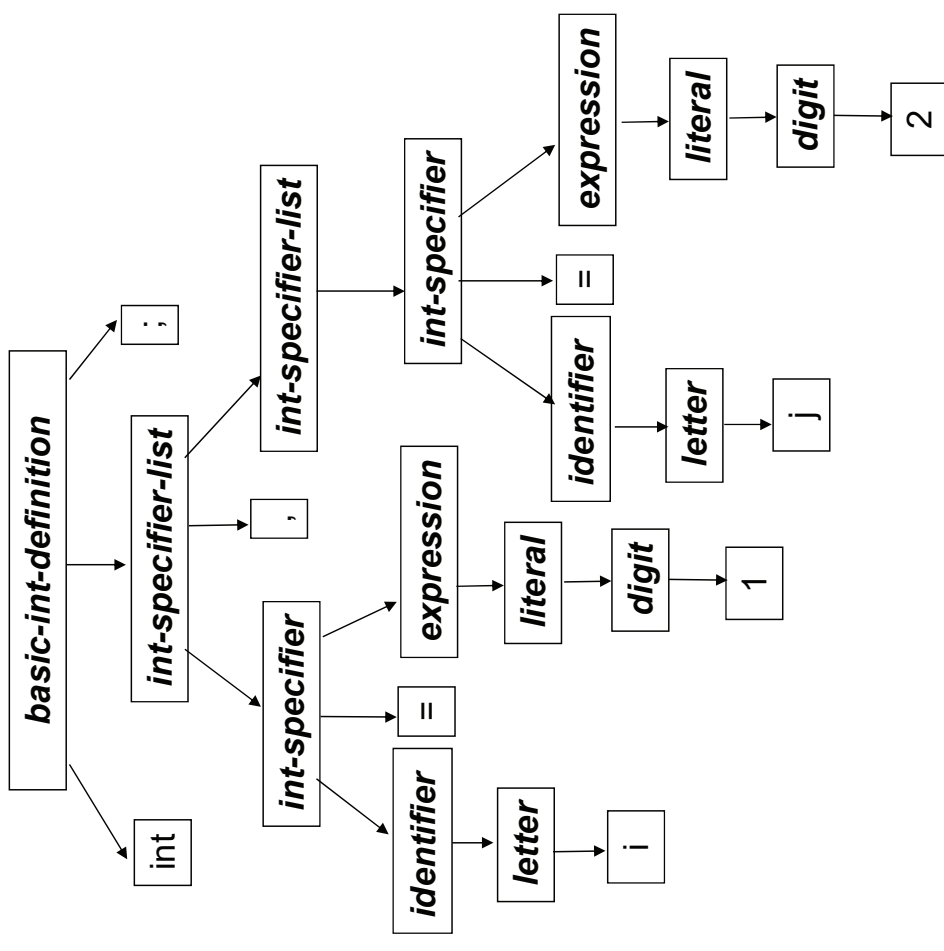 basic-int-definition
int
int-specifier-list
;
int-specifier
,
int-specifier-list
identifier
=
expression
int-specifier
letter
literal
identifier
=
expression
i
digit
letter
literal
1
j
digit
2